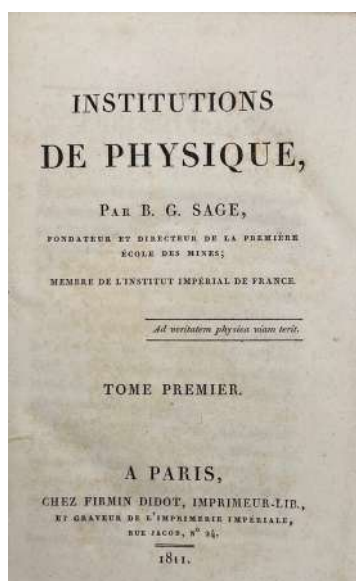 INSTITUTIONS
DE PHYSIQUE,
PAR B. G. SAGE,
FONDATEUR ET DIRECTEUR DE LA PREMIÈRE
ÉCOLE DES MINES;
MEMBRE DE L'INSTITUT IMPÉRIAL DE FRANCE.
Ad veritatem physica viam terit.
TOME PREMIER.
A PARIS,
CHEZ FIRMIN DIDOT, IMPRIMEUR-LIB.,
ET GRAVEUR DE L'IMPRIMERIE IMPÉRIALE,
RUE JACOB, N° 24.
1811.